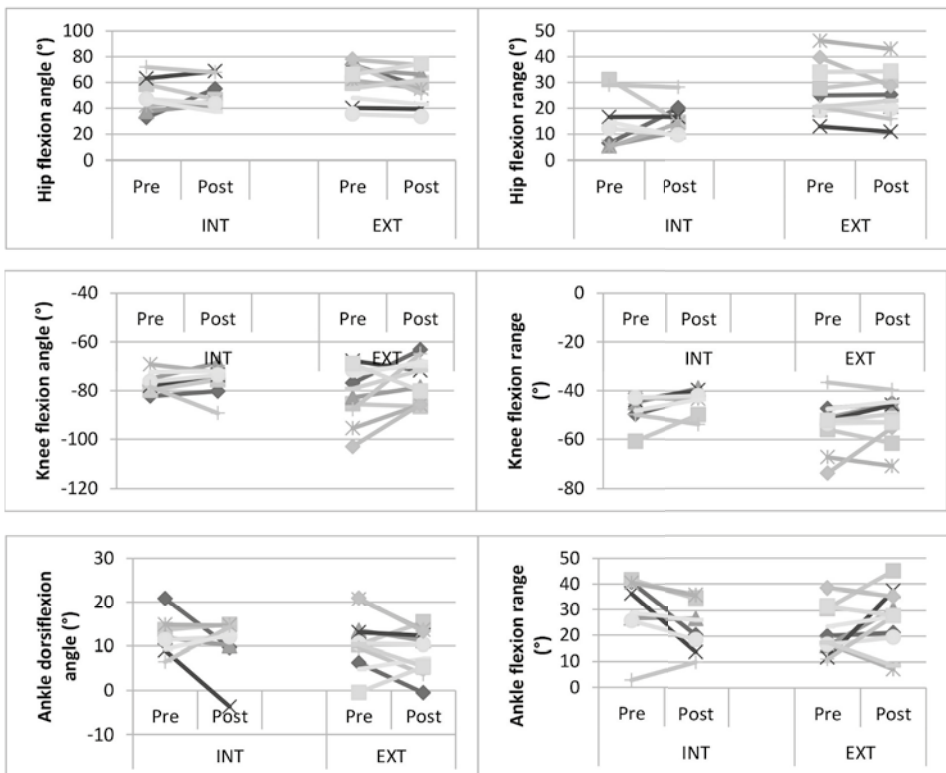 Hip flexion angle (°)
100
80
60
40
20
0
Pre Post Pre Post
INT EXT
Hip flexion range (°)
50
40
30
20
10
0
Pre Post Pre Post
INT EXT
Knee flexion angle (°)
-40
-60
-80
-100
-120
Pre Post Pre Post
INT EXT
Knee flexion range
(°)
0
-20
-40
-60
-80
Pre Post Pre Post
INT EXT
Ankle dorsiflexion
angle (°)
30
20
10
0
-10
Pre Post Pre Post
INT EXT
Ankle flexion range
(°)
50
40
30
20
10
0
Pre Post Pre Post
INT EXT